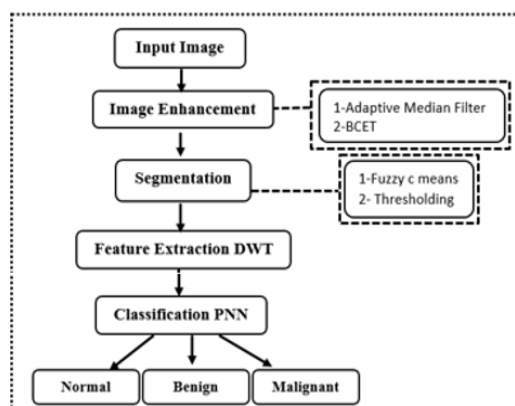 Input Image
Image Enhancement
1-Adaptive Median Filter
2-BCET
Segmentation
1-Fuzzy c means
2- Thresholding
Feature Extraction DWT
Classification PNN
Normal
Benign
Malignant